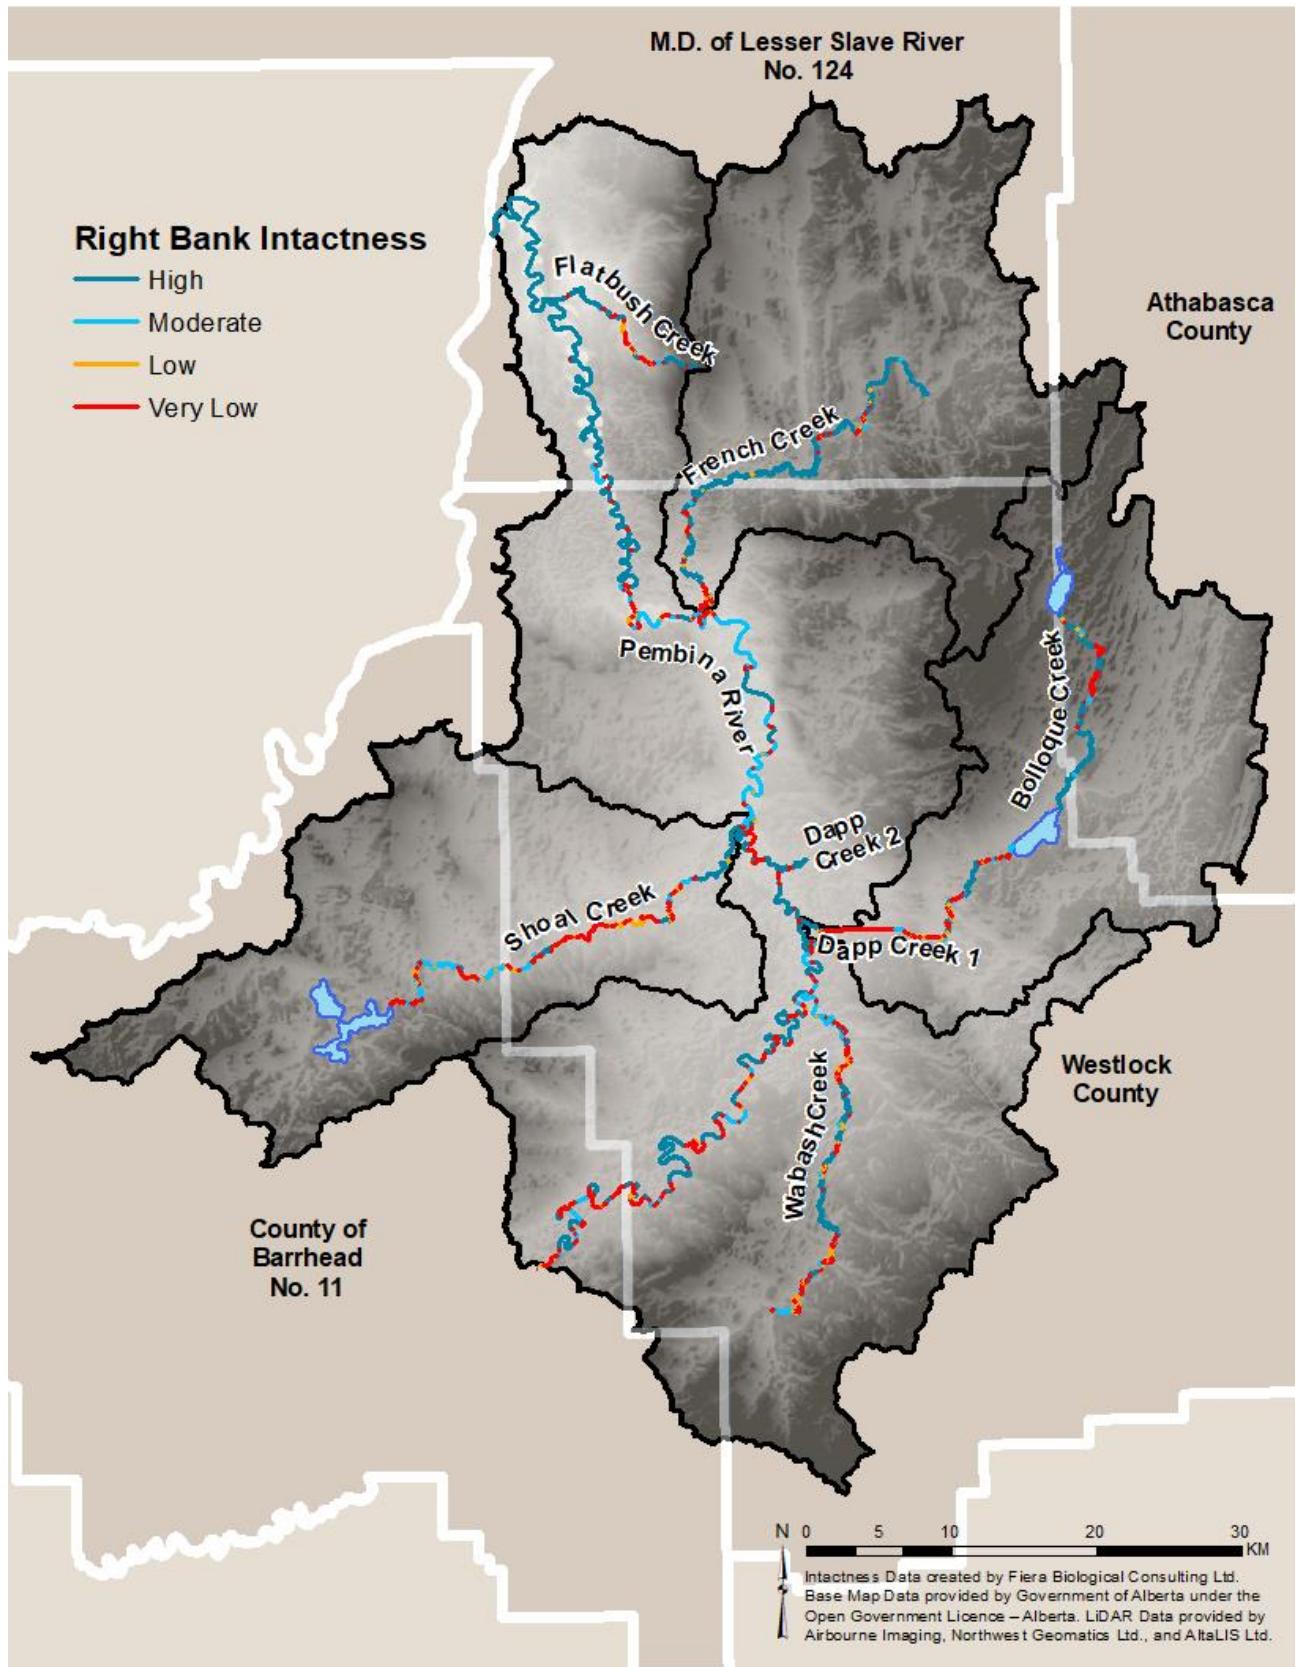 M.D. of Lesser Slave River
No. 124
Right Bank Intactness
High
Moderate
Low
Very Low
Flatbush Creek
Athabasca
County
French Creek
Pembina River
Bolloque Creek
Dapp
Creek 2
Shoal Creek
Dapp Creek 1
Westlock
County
Wabash Creek
County of
Barrhead
No. 11
N 0 5 10 20 30
KM
Intactness Data created by Fiera Biological Consulting Ltd.
Base Map Data provided by Government of Alberta under the
Open Government Licence – Alberta. LiDAR Data provided by
Airbourne Imaging, Northwest Geomatics Ltd., and AltaLIS Ltd.